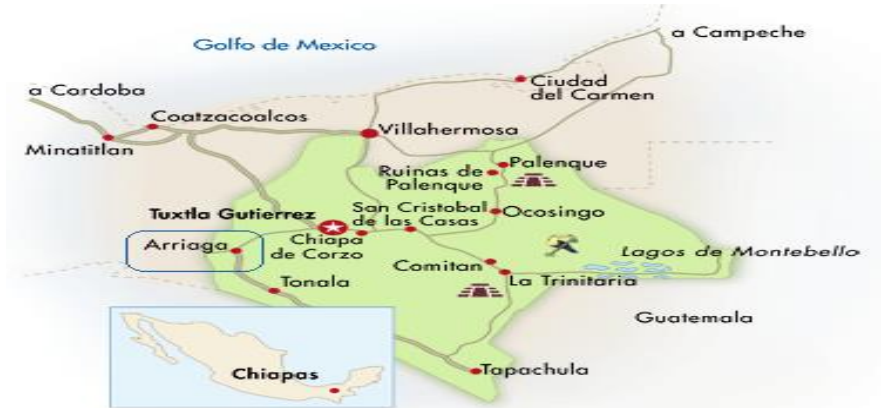 Golfo de Mexico
a Campeche
a Cordoba
Ciudad
del Carmen
Coatzacoalcos
Villahermosa
Minatitlan
Palenque
Ruinas de
Palenque
San Cristobal
de las Casas
Tuxtla Gutierrez
Ocosingo
Arriaga
Chiapa
de Corzo
Lagos de Montebello
Comitan
La Trinitaria
Tonala
Guatemala
Chiapas
Tapachula